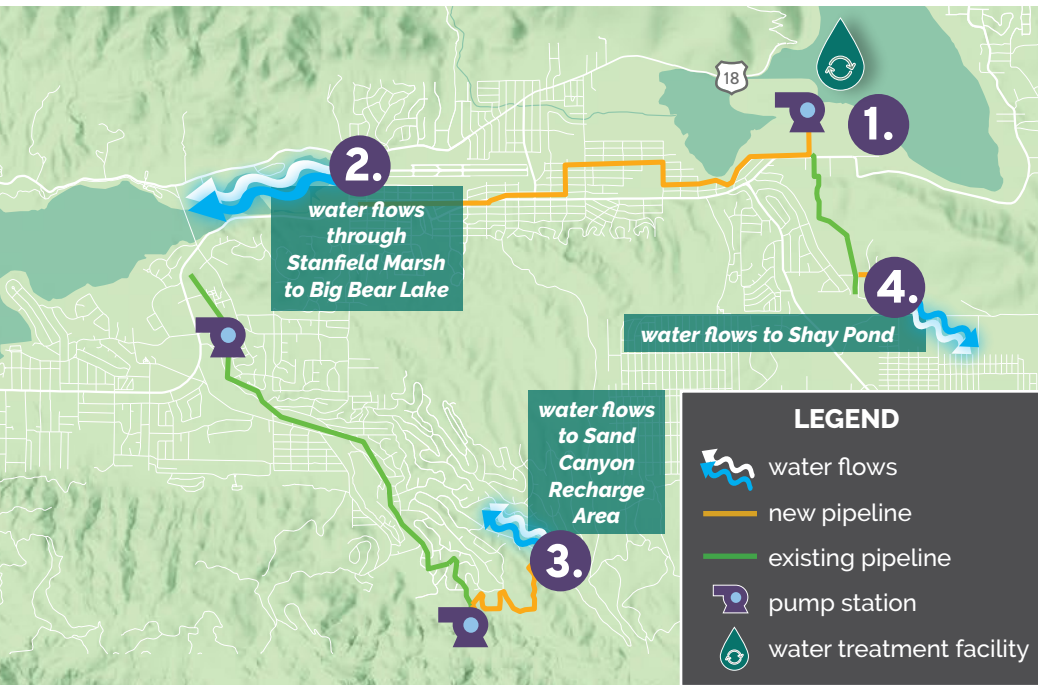 18
1.
2.
water flows
through
Stanfield Marsh
to Big Bear Lake
4.
water flows to Shay Pond
water flows
to Sand
Canyon
Recharge
Area
3.
LEGEND
water flows
new pipeline
existing pipeline
pump station
water treatment facility